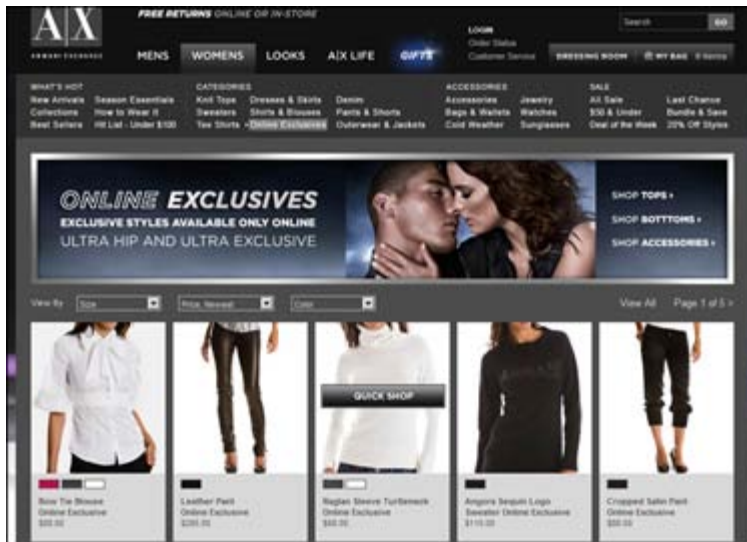 A|X
ARMANI EXCHANGE
FREE RETURNS ONLINE OR IN-STORE
LOGIN
Order Status
Customer Service
Search
GO
MENS
WOMENS
LOOKS
A|X LIFE
GIFTS
DRESSING ROOM
MY BAG 0 items
WHAT'S HOT
New Arrivals Season Essentials
Collections How to Wear It
Best Sellers Hit List - Under $100
CATEGORIES
Knit Tops Dresses & Skirts Denim
Sweaters Shirts & Blouses Pants & Shorts
Tee Shirts Online Exclusives Outerwear & Jackets
ACCESSORIES
Accessories Jewelry
Bags & Wallets Watches
Cold Weather Sunglasses
SALE
All Sale Last Chance
$50 & Under Bundle & Save
Deal of the Week 20% Off Styles
ONLINE EXCLUSIVES
EXCLUSIVE STYLES AVAILABLE ONLY ONLINE
ULTRA HIP AND ULTRA EXCLUSIVE
SHOP TOPS >
SHOP BOTTTOMS >
SHOP ACCESSORIES >
View By Size Price, Newest Color View All Page 1 of 5 >
QUICK SHOP
Bow Tie Blouse
Online Exclusive
Leather Pant
Online Exclusive
Raglan Sleeve Turtleneck
Online Exclusive
Angora Sequin Logo
Sweater Online Exclusive
Cropped Satin Pant
Online Exclusive